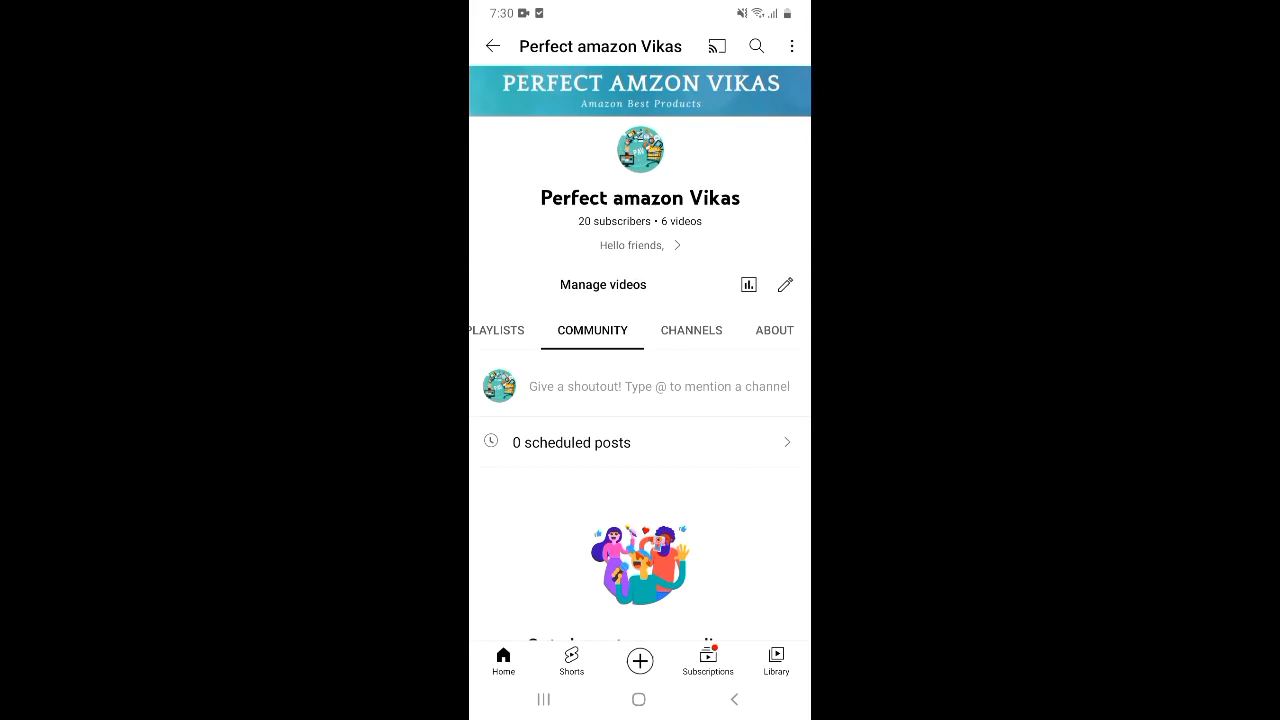 7:30
Perfect amazon Vikas
PERFECT AMZON VIKAS
Amazon Best Products
Perfect amazon Vikas
20 subscribers • 6 videos
Hello friends,
Manage videos
PLAYLISTS COMMUNITY CHANNELS ABOUT
Give a shoutout! Type @ to mention a channel
0 scheduled posts
Home Shorts Subscriptions Library